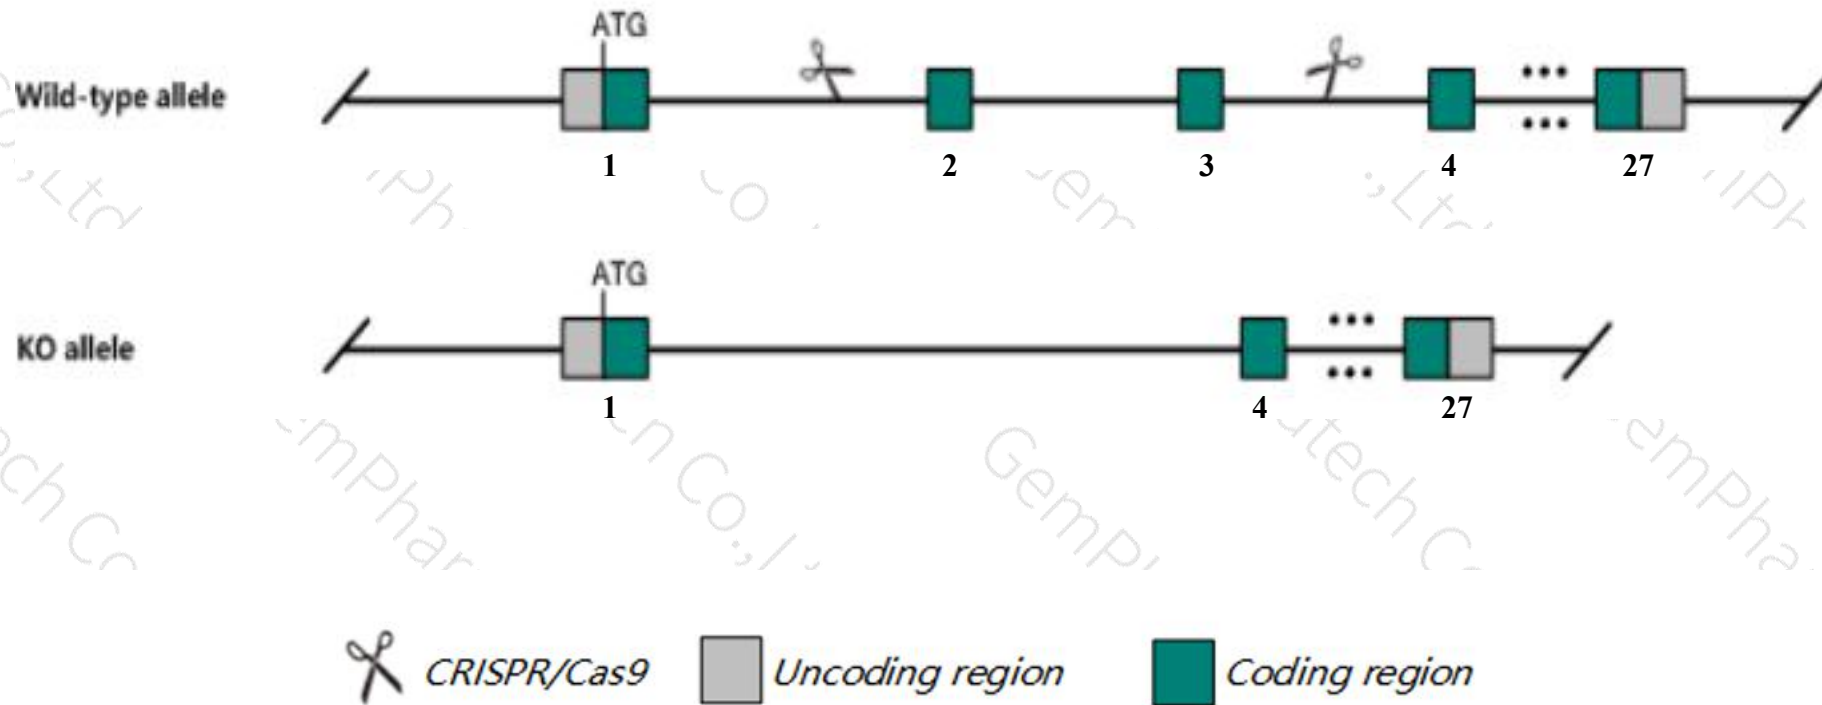 ATG
Wild-type allele
1 2 3 4 27
ATG
KO allele
1 4 27
CRISPR/Cas9 Uncoding region Coding region